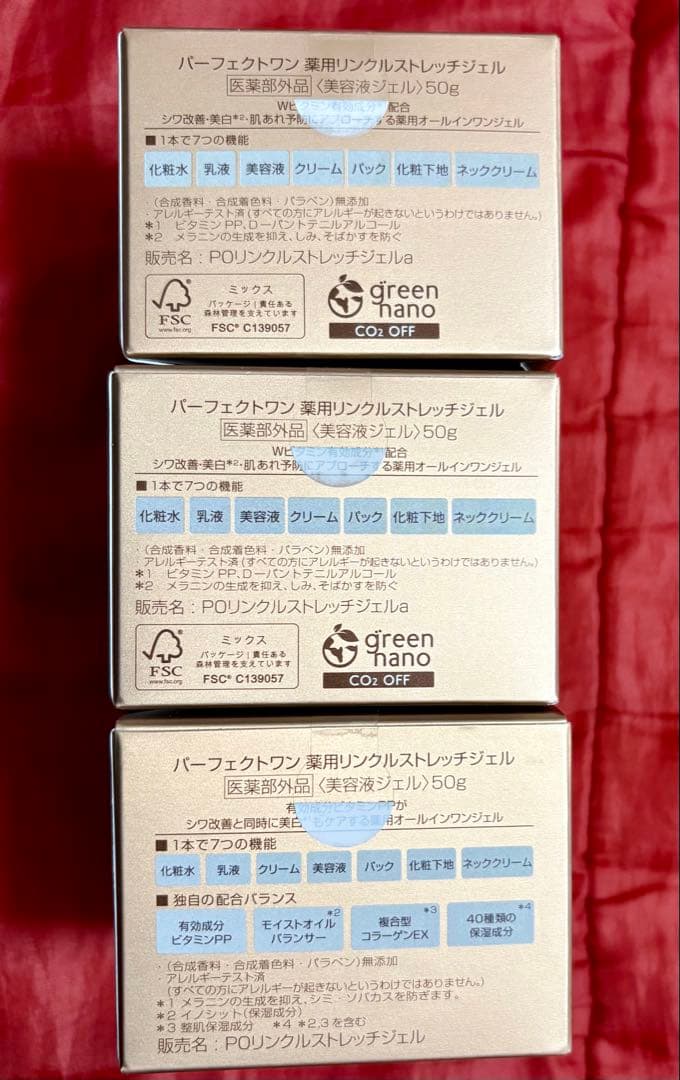 パーフェクトワン 薬用リンクルストレッチジェル
医薬部外品〈美容液ジェル〉50g
Wビタミン有効成分*¹配合
シワ改善・美白*²・肌あれ予防にアプローチする薬用オールインワンジェル
■1本で7つの機能
化粧水 乳液 美容液 クリーム パック 化粧下地 ネッククリーム
・(合成香料・合成着色料・パラベン)無添加
・アレルギーテスト済(すべての方にアレルギーが起きないというわけではありません。)
*1 ビタミンPP、D-パントテニルアルコール
*2 メラニンの生成を抑え、しみ、そばかすを防ぐ
販売名:POリンクルストレッチジェルa
ミックス
パッケージ|責任ある
森林管理を支えています
FSC® C139057
FSC
www.fsc.org
green
nano
CO₂ OFF
パーフェクトワン 薬用リンクルストレッチジェル
医薬部外品〈美容液ジェル〉50g
Wビタミン有効成分*¹配合
シワ改善・美白*²・肌あれ予防にアプローチする薬用オールインワンジェル
■1本で7つの機能
化粧水 乳液 美容液 クリーム パック 化粧下地 ネッククリーム
・(合成香料・合成着色料・パラベン)無添加
・アレルギーテスト済(すべての方にアレルギーが起きないというわけではありません。)
*1 ビタミンPP、D-パントテニルアルコール
*2 メラニンの生成を抑え、しみ、そばかすを防ぐ
販売名:POリンクルストレッチジェルa
ミックス
パッケージ|責任ある
森林管理を支えています
FSC® C139057
FSC
www.fsc.org
green
nano
CO₂ OFF
パーフェクトワン 薬用リンクルストレッチジェル
医薬部外品〈美容液ジェル〉50g
有効成分ビタミンPPが
シワ改善と同時に美白*¹もケアする薬用オールインワンジェル
■1本で7つの機能
化粧水 乳液 クリーム 美容液 パック 化粧下地 ネッククリーム
■独自の配合バランス
有効成分 モイストオイル*2 複合型*3 40種類の*4
ビタミンPP バランサー コラーゲンEX 保湿成分
・(合成香料・合成着色料・パラベン)無添加
・アレルギーテスト済
(すべての方にアレルギーが起きないというわけではありません。)
*1 メラニンの生成を抑え、シミ・ソバカスを防ぎます。
*2 イノシット(保湿成分)
*3 整肌保湿成分 *4 *2,3を含む
販売名:POリンクルストレッチジェル